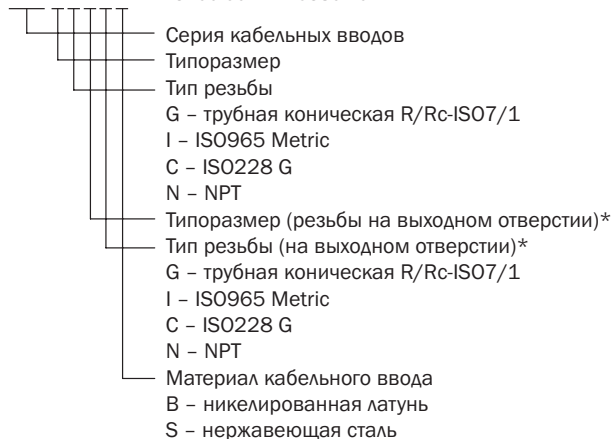 Серия кабельных вводов
Типоразмер
Тип резьбы
G – трубная коническая R/Rc-ISO7/1
I – ISO965 Metric
C – ISO228 G
N – NPT
Типоразмер (резьбы на выходном отверстии)*
Тип резьбы (на выходном отверстии)*
G – трубная коническая R/Rc-ISO7/1
I – ISO965 Metric
C – ISO228 G
N – NPT
Материал кабельного ввода
B – никелированная латунь
S – нержавеющая сталь